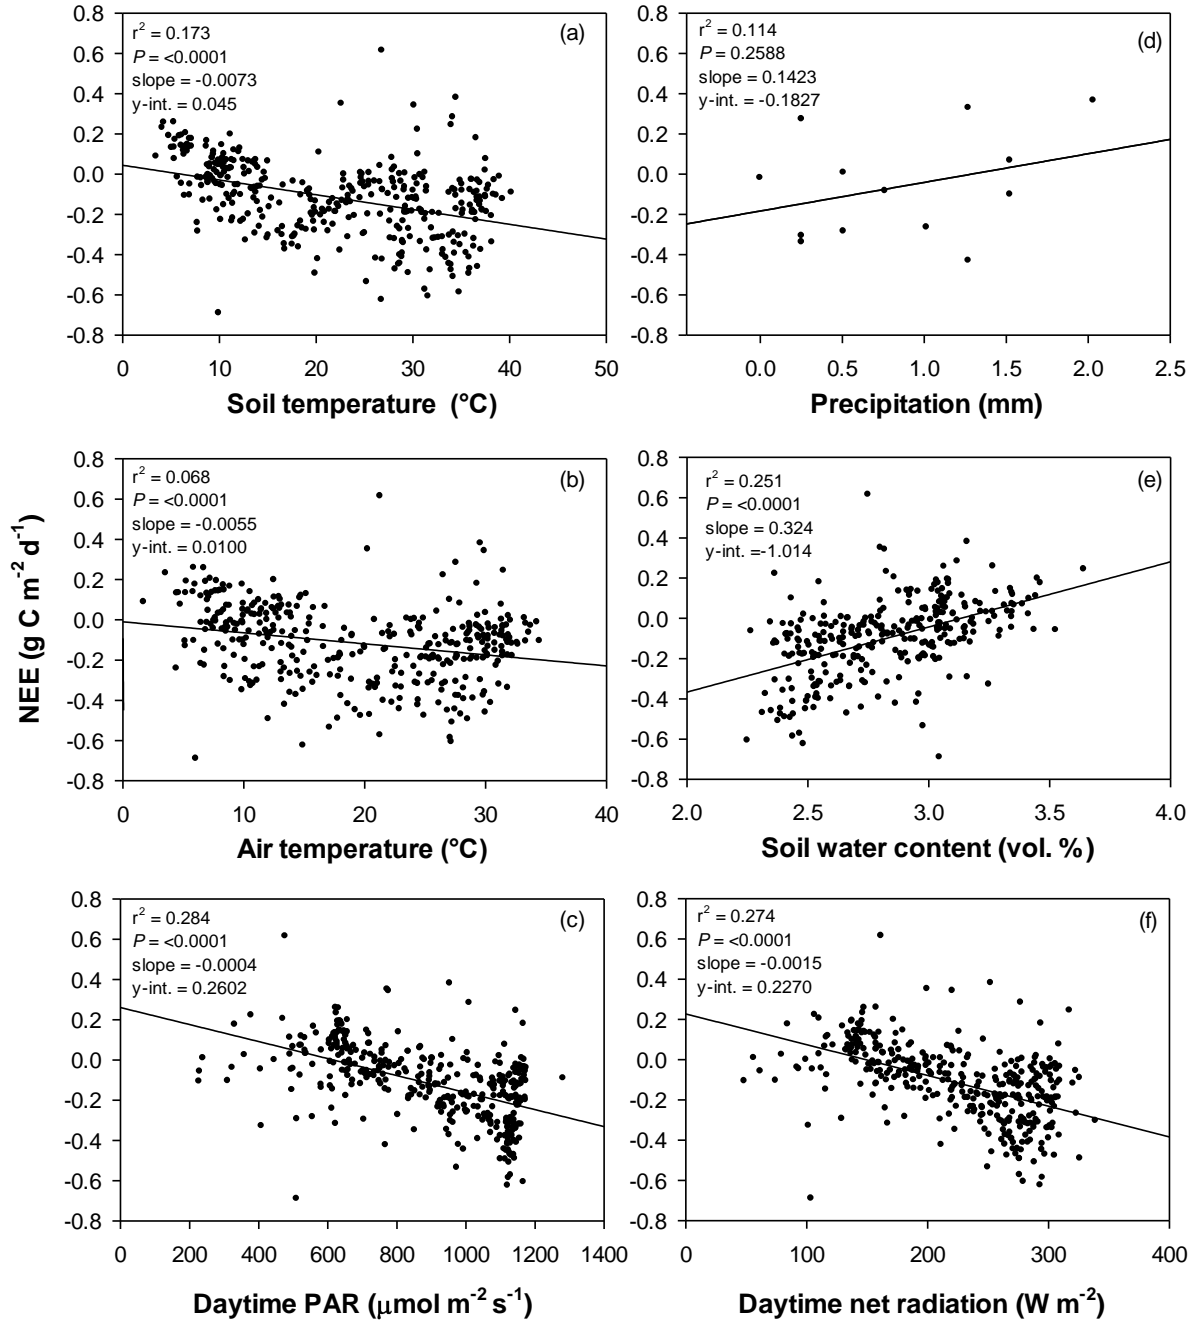 0.8
0.6
0.4
0.2
0.0
-0.2
-0.4
-0.6
-0.8
r² = 0.173
P = <0.0001
slope = -0.0073
y-int. = 0.045
(a)
0 10 20 30 40 50
Soil temperature (°C)
0.8
0.6
0.4
0.2
0.0
-0.2
-0.4
-0.6
-0.8
r² = 0.114
P = 0.2588
slope = 0.1423
y-int. = -0.1827
(d)
0.0 0.5 1.0 1.5 2.0 2.5
Precipitation (mm)
NEE (g C m⁻² d⁻¹)
0.8
0.6
0.4
0.2
0.0
-0.2
-0.4
-0.6
-0.8
r² = 0.068
P = <0.0001
slope = -0.0055
y-int. = 0.0100
(b)
0 10 20 30 40
Air temperature (°C)
0.8
0.6
0.4
0.2
0.0
-0.2
-0.4
-0.6
-0.8
r² = 0.251
P = <0.0001
slope = 0.324
y-int. =-1.014
(e)
2.0 2.5 3.0 3.5 4.0
Soil water content (vol. %)
0.8
0.6
0.4
0.2
0.0
-0.2
-0.4
-0.6
-0.8
r² = 0.284
P = <0.0001
slope = -0.0004
y-int. = 0.2602
(c)
0 200 400 600 800 1000 1200 1400
Daytime PAR (μmol m⁻² s⁻¹)
0.8
0.6
0.4
0.2
0.0
-0.2
-0.4
-0.6
-0.8
r² = 0.274
P = <0.0001
slope = -0.0015
y-int. = 0.2270
(f)
0 100 200 300 400
Daytime net radiation (W m⁻²)